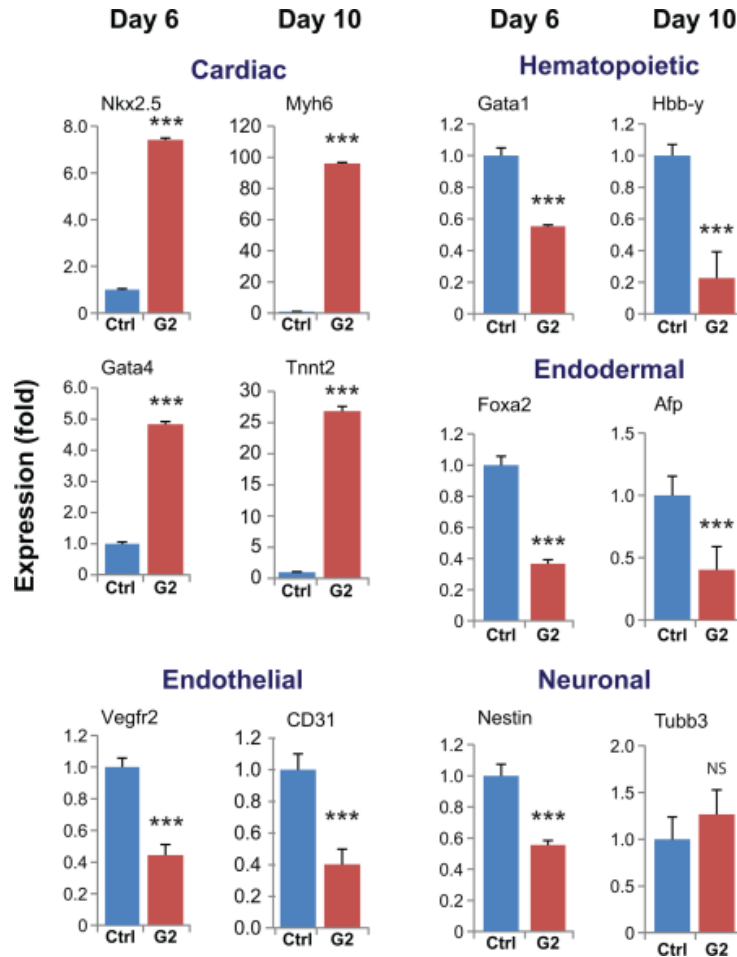 Day 6 Day 10 Day 6 Day 10
Cardiac Hematopoietic
Nkx2.5 Myh6 Gata1 Hbb-y
8.0 6.0 4.0 2.0 0
*** 
Ctrl G2
120 100 80 60 40 20 0
***
Ctrl G2
1.2 1.0 0.8 0.6 0.4 0.2 0
***
Ctrl G2
1.2 1.0 0.8 0.6 0.4 0.2 0
***
Ctrl G2
Expression (fold)
Gata4 Tnnt2
6.0 5.0 4.0 3.0 2.0 1.0 0
***
Ctrl G2
30 25 20 15 10 5 0
***
Ctrl G2
Endodermal
Foxa2 Afp
1.2 1.0 0.8 0.6 0.4 0.2 0
***
Ctrl G2
1.5 1.0 0.5 0
***
Ctrl G2
Endothelial Neuronal
Vegfr2 CD31 Nestin Tubb3
1.2 1.0 0.8 0.6 0.4 0.2 0
***
Ctrl G2
1.2 1.0 0.8 0.6 0.4 0.2 0.0
***
Ctrl G2
1.2 1.0 0.8 0.6 0.4 0.2 0
***
Ctrl G2
2.0 1.5 1.0 0.5 0
NS
Ctrl G2